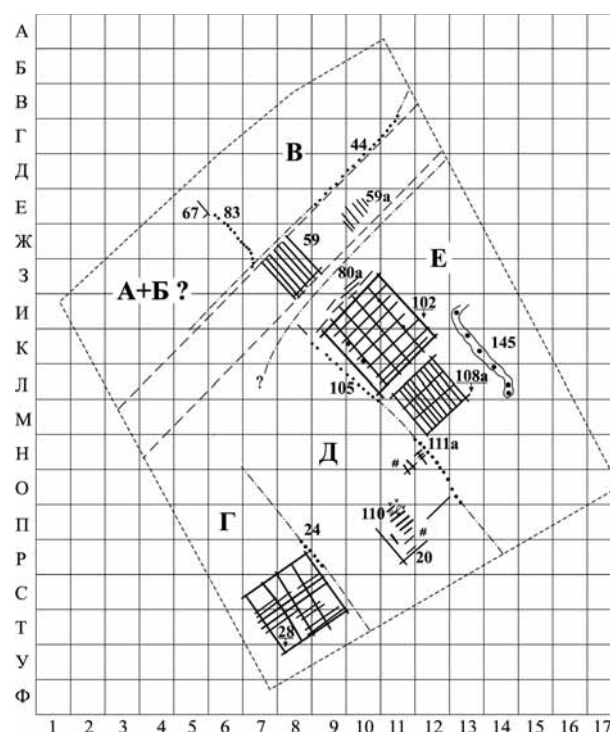 А
Б
В
Г
В
44
Д
Е
67
83
59а
Ж
59
Е
З
80а
А+Б ?
102
И
145
К
?
108а
Л
105
М
111а
Н
Д
#
О
110
Г
П
24
#
Р
20
С
28
Т
У
Ф
1 2 3 4 5 6 7 8 9 10 11 12 13 14 15 16 17